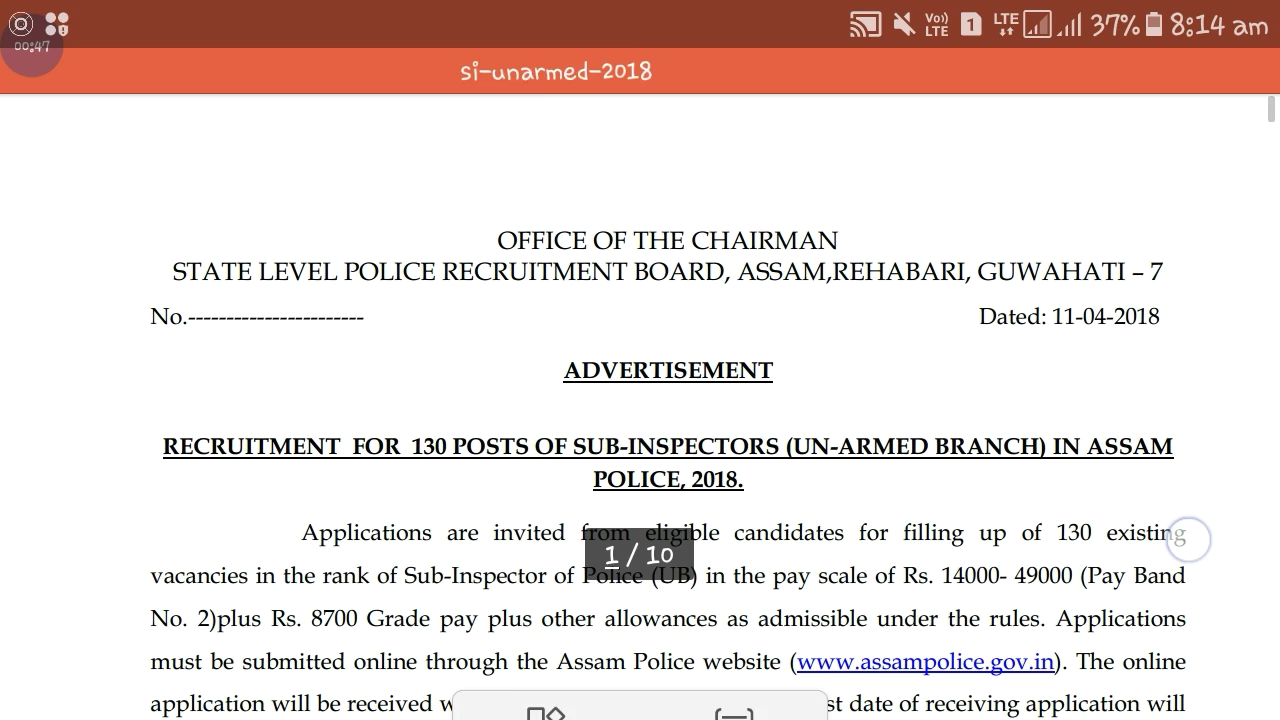 00:47
Vo))
LTE
1
LTE
37%
8:14 am
si-unarmed-2018
OFFICE OF THE CHAIRMAN
STATE LEVEL POLICE RECRUITMENT BOARD, ASSAM,REHABARI, GUWAHATI – 7
No.----------------------- Dated: 11-04-2018
ADVERTISEMENT
RECRUITMENT FOR 130 POSTS OF SUB-INSPECTORS (UN-ARMED BRANCH) IN ASSAM
POLICE, 2018.
Applications are invited from eligible candidates for filling up of 130 existing
1 / 10
vacancies in the rank of Sub-Inspector of Police (UB) in the pay scale of Rs. 14000- 49000 (Pay Band
No. 2)plus Rs. 8700 Grade pay plus other allowances as admissible under the rules. Applications
must be submitted online through the Assam Police website (www.assampolice.gov.in). The online
application will be received date of receiving application will